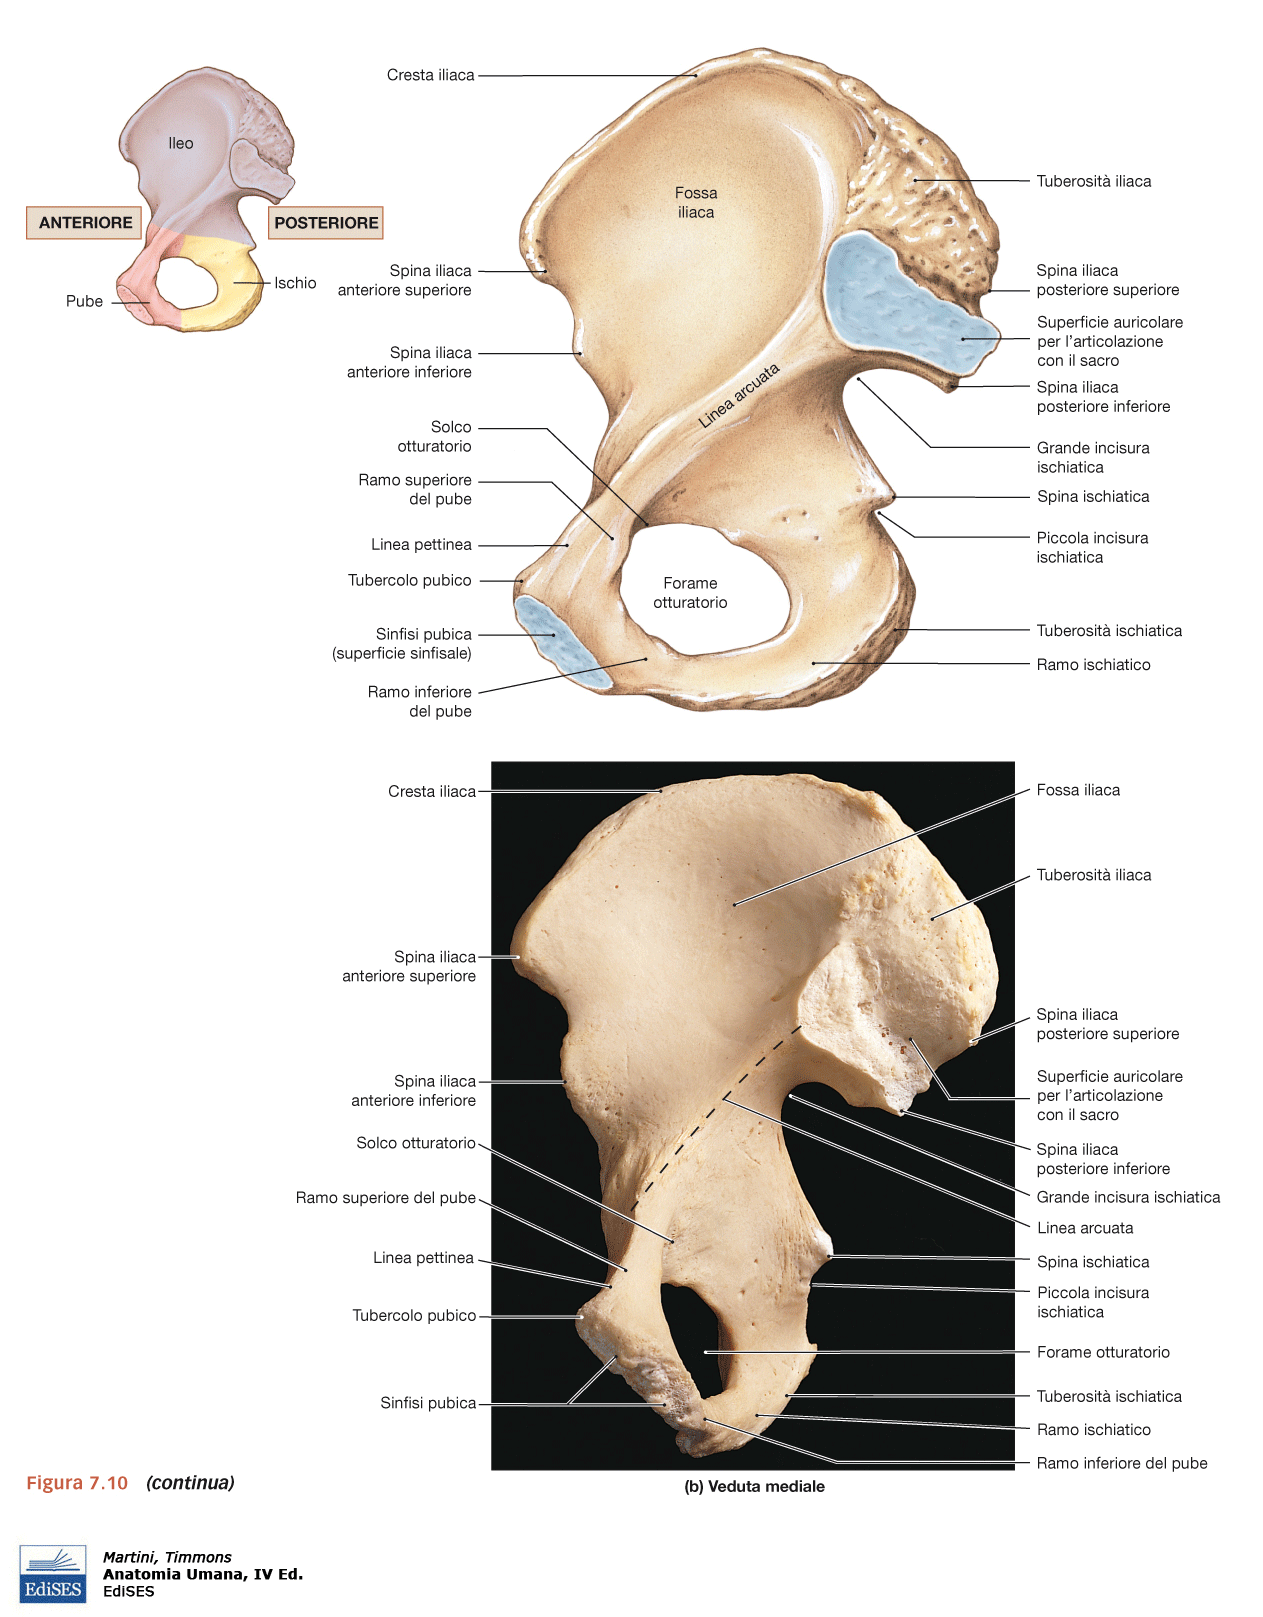 Ileo
ANTERIORE
POSTERIORE
Ischio
Pube
Cresta iliaca
Spina iliaca
anteriore superiore
Spina iliaca
anteriore inferiore
Solco
otturatorio
Ramo superiore
del pube
Linea pettinea
Tubercolo pubico
Sinfisi pubica
(superficie sinfisale)
Ramo inferiore
del pube
Fossa
iliaca
Linea arcuata
Forame
otturatorio
Tuberosità iliaca
Spina iliaca
posteriore superiore
Superficie auricolare
per l’articolazione
con il sacro
Spina iliaca
posteriore inferiore
Grande incisura
ischiatica
Spina ischiatica
Piccola incisura
ischiatica
Tuberosità ischiatica
Ramo ischiatico
Cresta iliaca
Spina iliaca
anteriore superiore
Spina iliaca
anteriore inferiore
Solco otturatorio
Ramo superiore del pube
Linea pettinea
Tubercolo pubico
Sinfisi pubica
Fossa iliaca
Tuberosità iliaca
Spina iliaca
posteriore superiore
Superficie auricolare
per l’articolazione
con il sacro
Spina iliaca
posteriore inferiore
Grande incisura ischiatica
Linea arcuata
Spina ischiatica
Piccola incisura
ischiatica
Forame otturatorio
Tuberosità ischiatica
Ramo ischiatico
Ramo inferiore del pube
Figura 7.10 (continua)
(b) Veduta mediale
EdiSES
Martini, Timmons
Anatomia Umana, IV Ed.
EdiSES